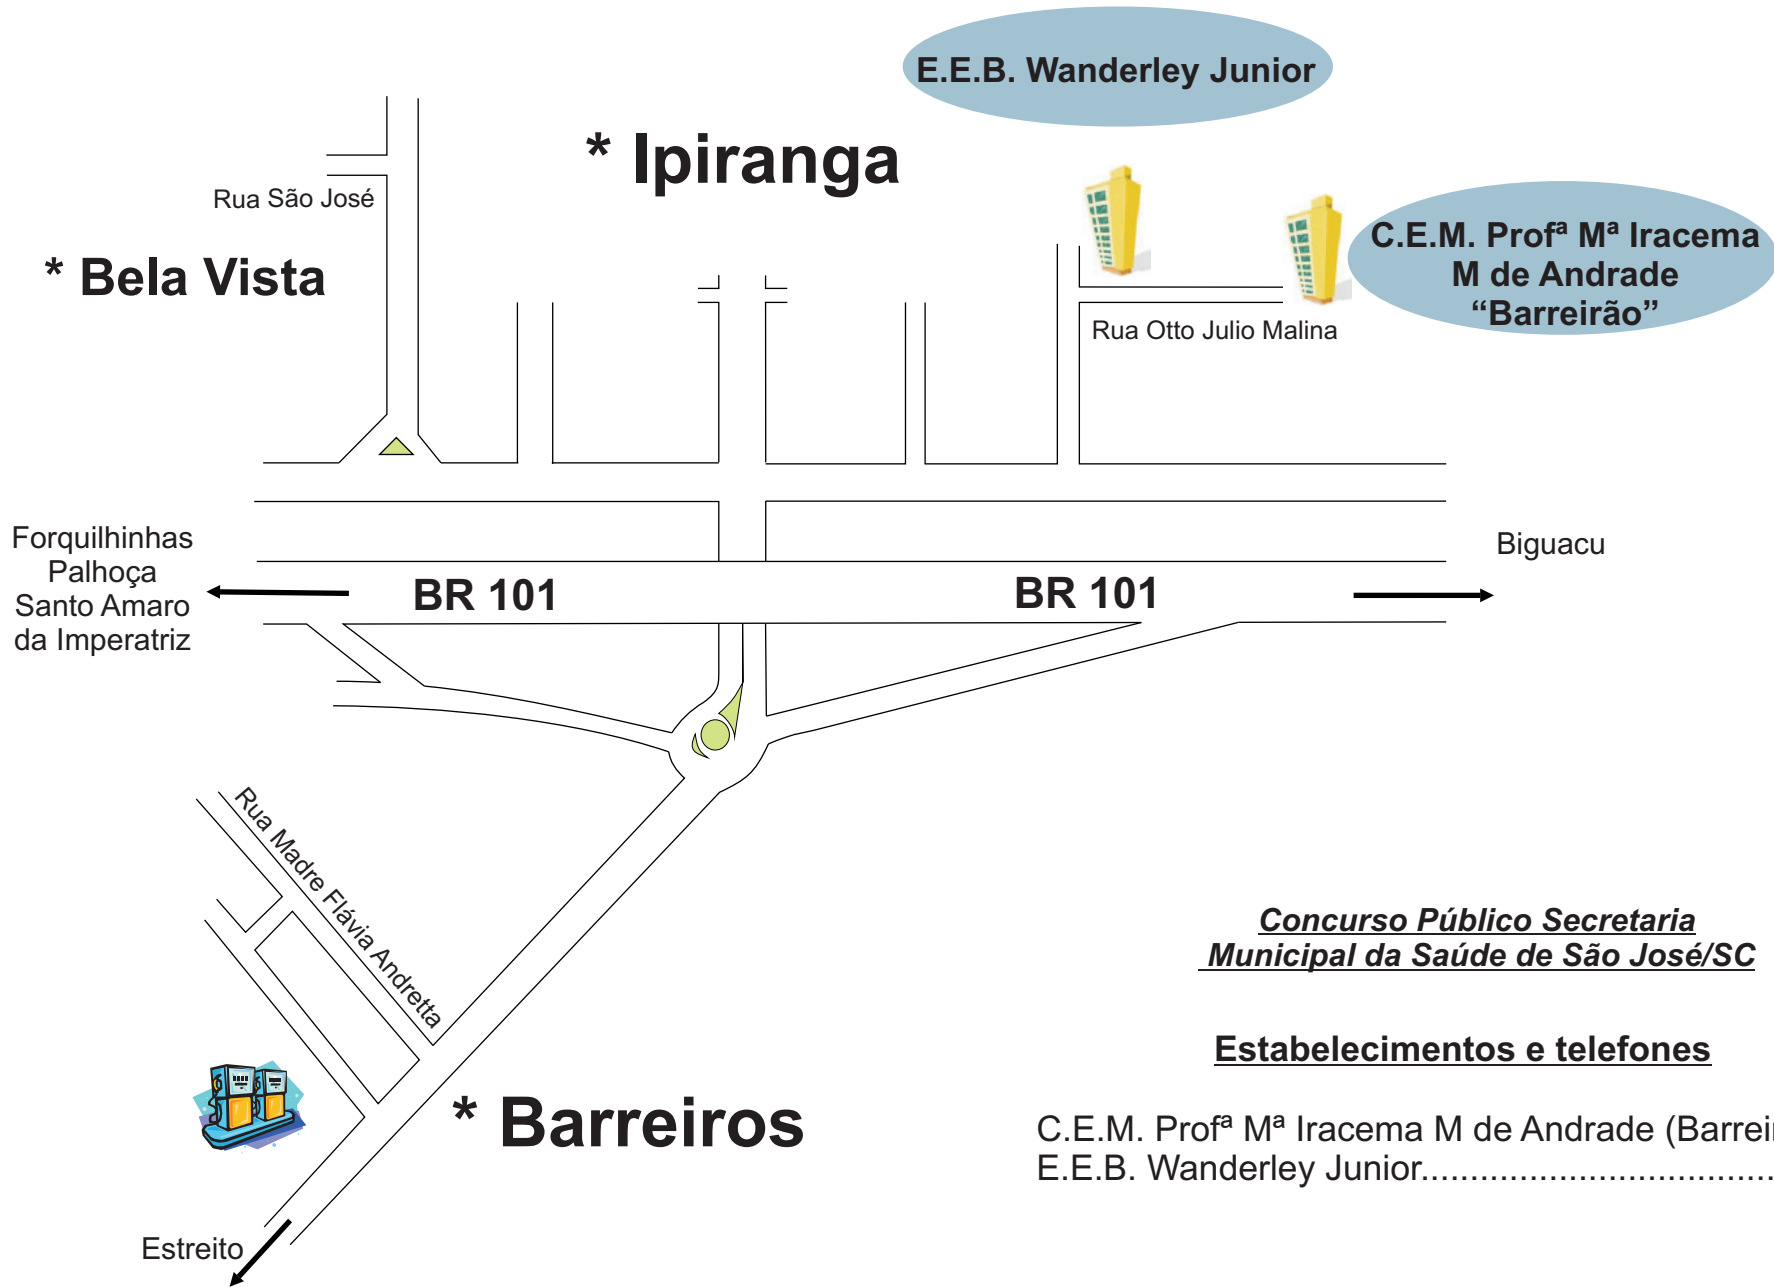 E.E.B. Wanderley Junior
* Ipiranga
Rua São José
* Bela Vista
C.E.M. Profª Mª Iracema
M de Andrade
“Barreirão”
Rua Otto Julio Malina
Forquilhinhas
Palhoça
Santo Amaro
da Imperatriz
BR 101
BR 101
Biguacu
Rua Madre Flávia Andretta
Concurso Público Secretaria
Municipal da Saúde de São José/SC
Estabelecimentos e telefones
* Barreiros
C.E.M. Profª Mª Iracema M de Andrade (Barrei
E.E.B. Wanderley Junior....................................
Estreito